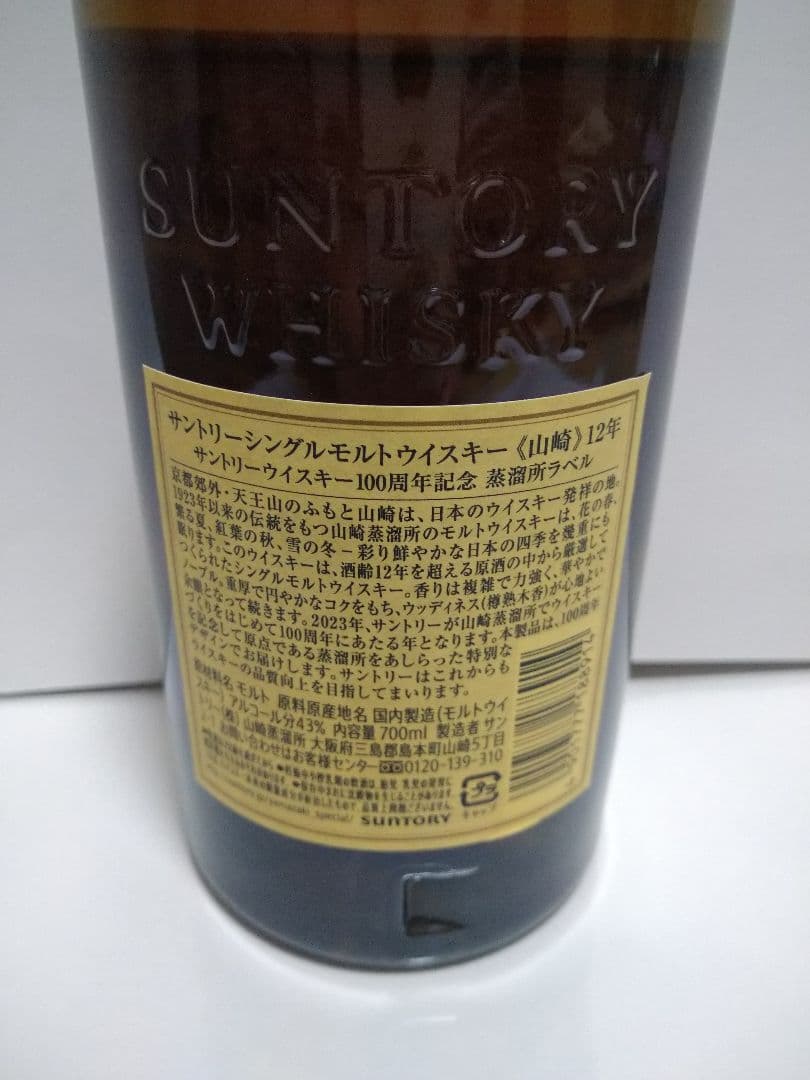 SUNTORY
WHISKY
サントリーシングルモルトウイスキー《山崎》12年
サントリーウイスキー100周年記念 蒸溜所ラベル
京都郊外・天王山のふもと山崎は、日本のウイスキー発祥の地。
1923年以来の伝統をもつ山崎蒸溜所のモルトウイスキーは、花の春、
繁る夏、紅葉の秋、雪の冬－彩り鮮やかな日本の四季を幾重にも
眠ります。このウイスキーは、酒齢12年を超える原酒の中から厳選して
つくられたシングルモルトウイスキー。香りは複雑で力強く、華やかで
ノーブル。重厚で円やかなコクをもち、ウッディネス(樽熟木香)が心地よい
余韻となって続きます。2023年、サントリーが山崎蒸溜所でウイスキー
づくりをはじめて100周年にあたる年となります。本製品は、100周年
を記念して原点である蒸溜所をあしらった特別な
デザインでお届けします。サントリーはこれからも
ウイスキーの品質向上を目指してまいります。
原材料名 モルト 原料原産地名 国内製造(モルトウイ
スキー) アルコール分43% 内容量700ml 製造者 サン
トリー(株) 山崎蒸溜所 大阪府三島郡島本町山崎5丁目
お問い合わせはお客様センター 0120-139-310
SUNTORY
プラ
キャップ